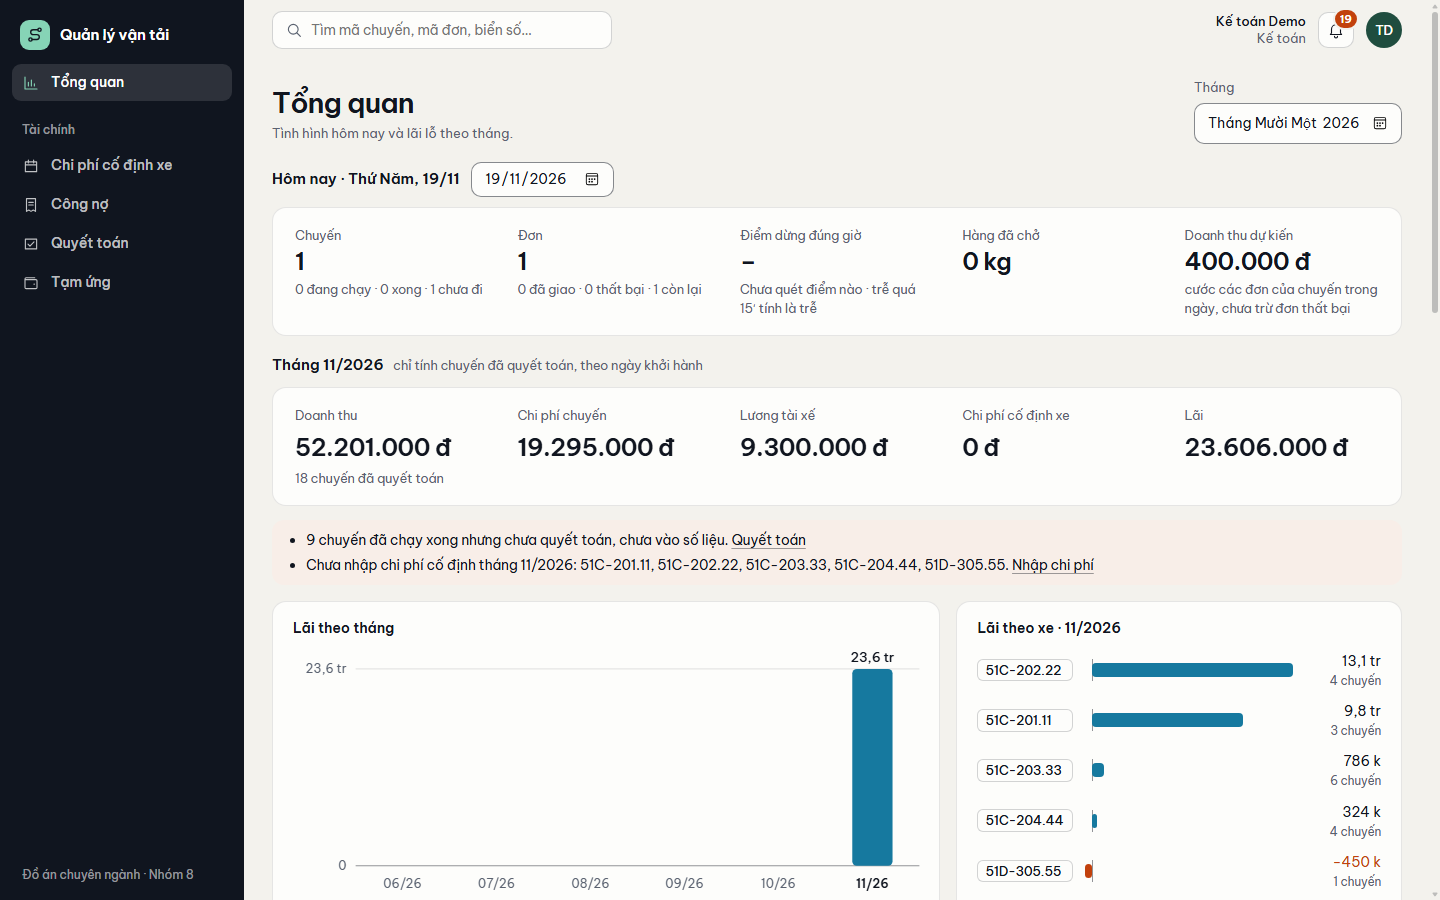 Quản lý vận tải
Tổng quan
Tài chính
Chi phí cố định xe
Công nợ
Quyết toán
Tạm ứng
Đồ án chuyên ngành · Nhóm 8
Tìm mã chuyến, mã đơn, biển số...
Kế toán Demo
Kế toán
19
TD
Tổng quan
Tình hình hôm nay và lãi lỗ theo tháng.
Tháng
Tháng Mười Một 2026
Hôm nay · Thứ Năm, 19/11
19/11/2026
Chuyến
1
0 đang chạy · 0 xong · 1 chưa đi
Đơn
1
0 đã giao · 0 thất bại · 1 còn lại
Điểm dừng đúng giờ
–
Chưa quét điểm nào · trễ quá
15' tính là trễ
Hàng đã chở
0 kg
Doanh thu dự kiến
400.000 đ
cước các đơn của chuyến trong
ngày, chưa trừ đơn thất bại
Tháng 11/2026 chỉ tính chuyến đã quyết toán, theo ngày khởi hành
Doanh thu
52.201.000 đ
18 chuyến đã quyết toán
Chi phí chuyến
19.295.000 đ
Lương tài xế
9.300.000 đ
Chi phí cố định xe
0 đ
Lãi
23.606.000 đ
• 9 chuyến đã chạy xong nhưng chưa quyết toán, chưa vào số liệu. Quyết toán
• Chưa nhập chi phí cố định tháng 11/2026: 51C-201.11, 51C-202.22, 51C-203.33, 51C-204.44, 51D-305.55. Nhập chi phí
Lãi theo tháng
23,6 tr
23,6 tr
0
06/26 07/26 08/26 09/26 10/26 11/26
Lãi theo xe · 11/2026
51C-202.22
13,1 tr
4 chuyến
51C-201.11
9,8 tr
3 chuyến
51C-203.33
786 k
6 chuyến
51C-204.44
324 k
4 chuyến
51D-305.55
−450 k
1 chuyến